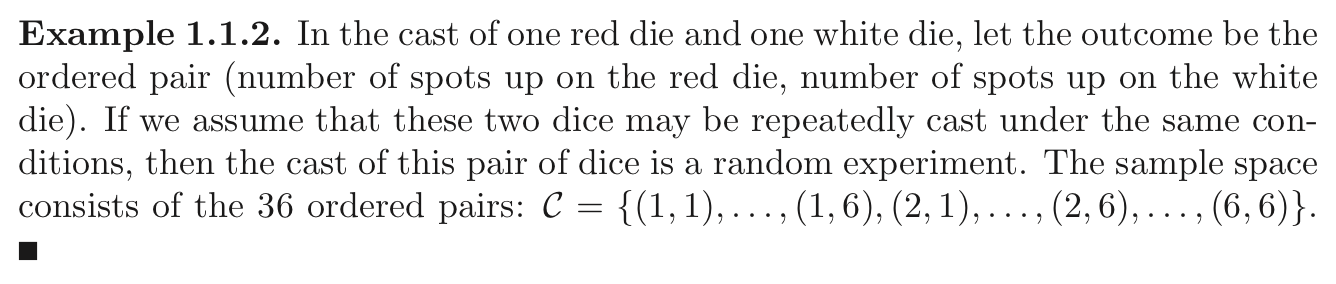 Example 1.1.2. In the cast of one red die and one white die, let the outcome be the
ordered pair (number of spots up on the red die, number of spots up on the white
die). If we assume that these two dice may be repeatedly cast under the same con-
ditions, then the cast of this pair of dice is a random experiment. The sample space
consists of the 36 ordered pairs: 𝒞 = {(1, 1), . . . , (1, 6), (2, 1), . . . , (2, 6), . . . , (6, 6)}.
■